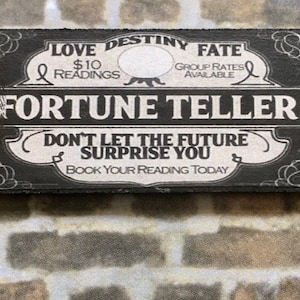 LOVE DESTINY FATE
$10 READINGS
GROUP RATES AVAILABLE
FORTUNE TELLER
DON'T LET THE FUTURE
SURPRISE YOU
BOOK YOUR READING TODAY